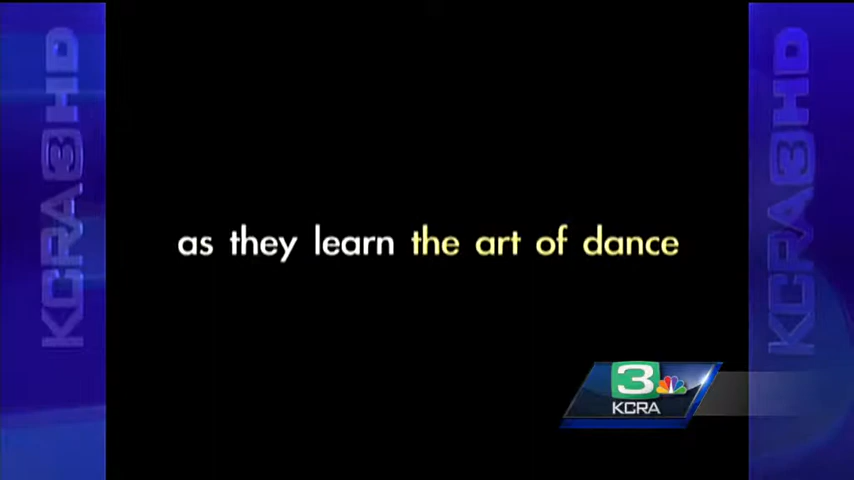 KCRA3HD
as they learn the art of dance
3
KCRA
KCRA3HD